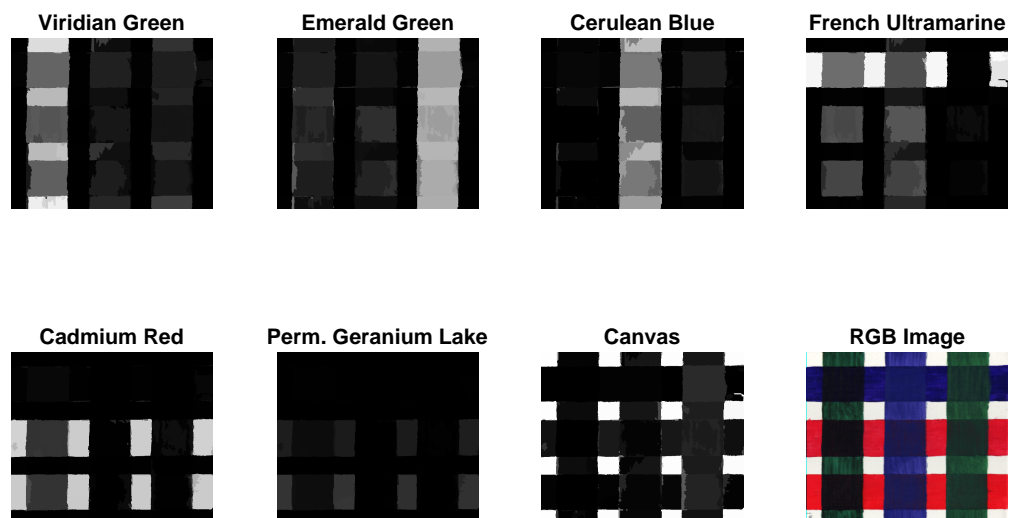 Viridian Green
Emerald Green
Cerulean Blue
French Ultramarine
Cadmium Red
Perm. Geranium Lake
Canvas
RGB Image